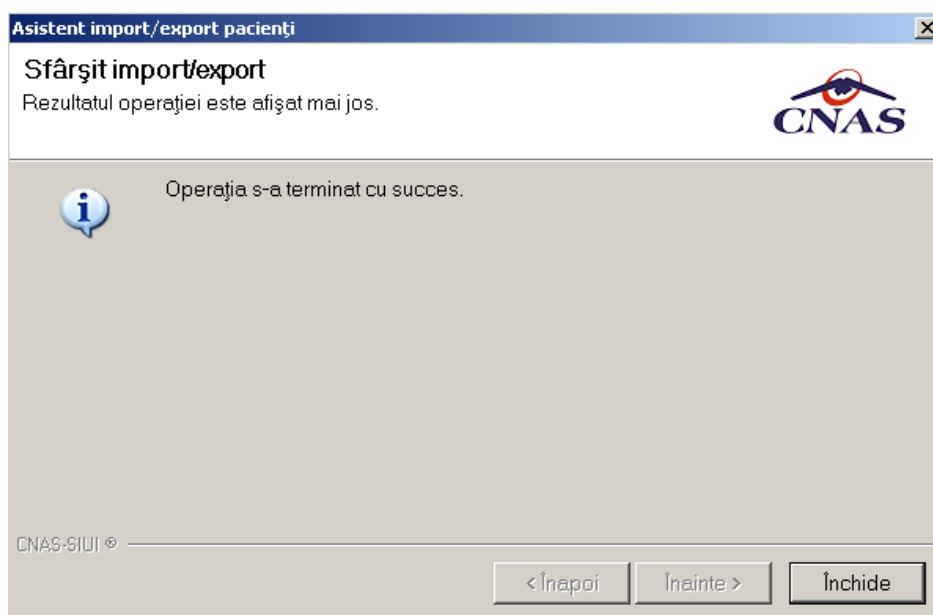 Asistent import/export pacienţi
Sfârşit import/export
Rezultatul operaţiei este afişat mai jos.
CNAS
Operaţia s-a terminat cu succes.
CNAS-SIUI ®
< Înapoi
Înainte >
Închide